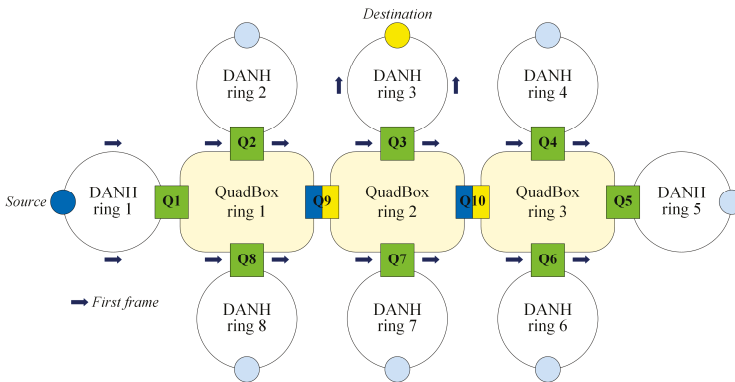 Destination
DANH
ring 2
DANH
ring 3
DANH
ring 4
Q2
Q3
Q4
Source
DANH
ring 1
Q1
QuadBox
ring 1
Q9
QuadBox
ring 2
Q10
QuadBox
ring 3
Q5
DANH
ring 5
Q8
Q7
Q6
First frame
DANH
ring 8
DANH
ring 7
DANH
ring 6